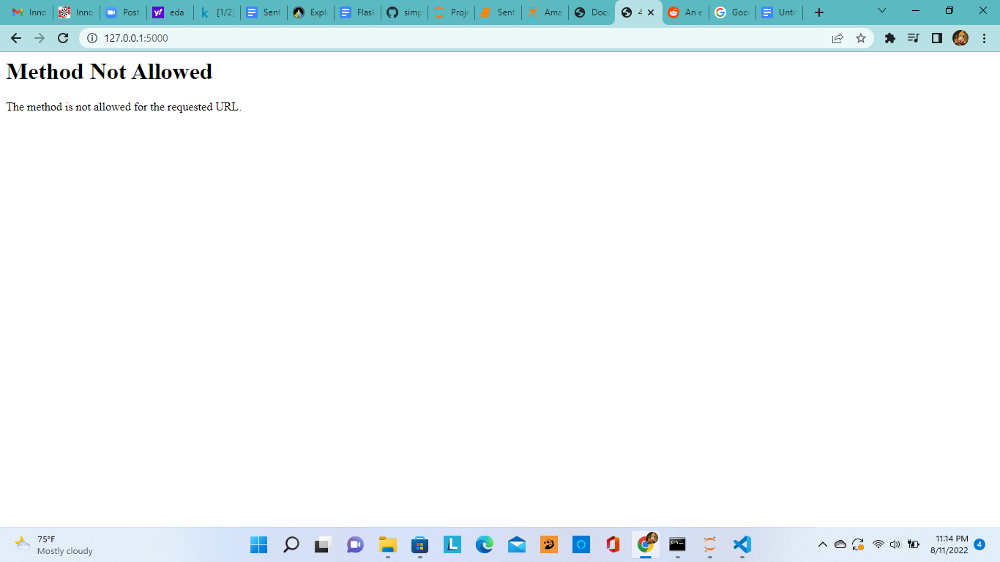 Inno
Inno
Post
eda
[1/2]
Sent
Expl
Flask
simp
Proje
Sent
Ama
Docu
4
An e
Goo
Unti
127.0.0.1:5000
Method Not Allowed
The method is not allowed for the requested URL.
75°F
Mostly cloudy
11:14 PM
8/11/2022
4